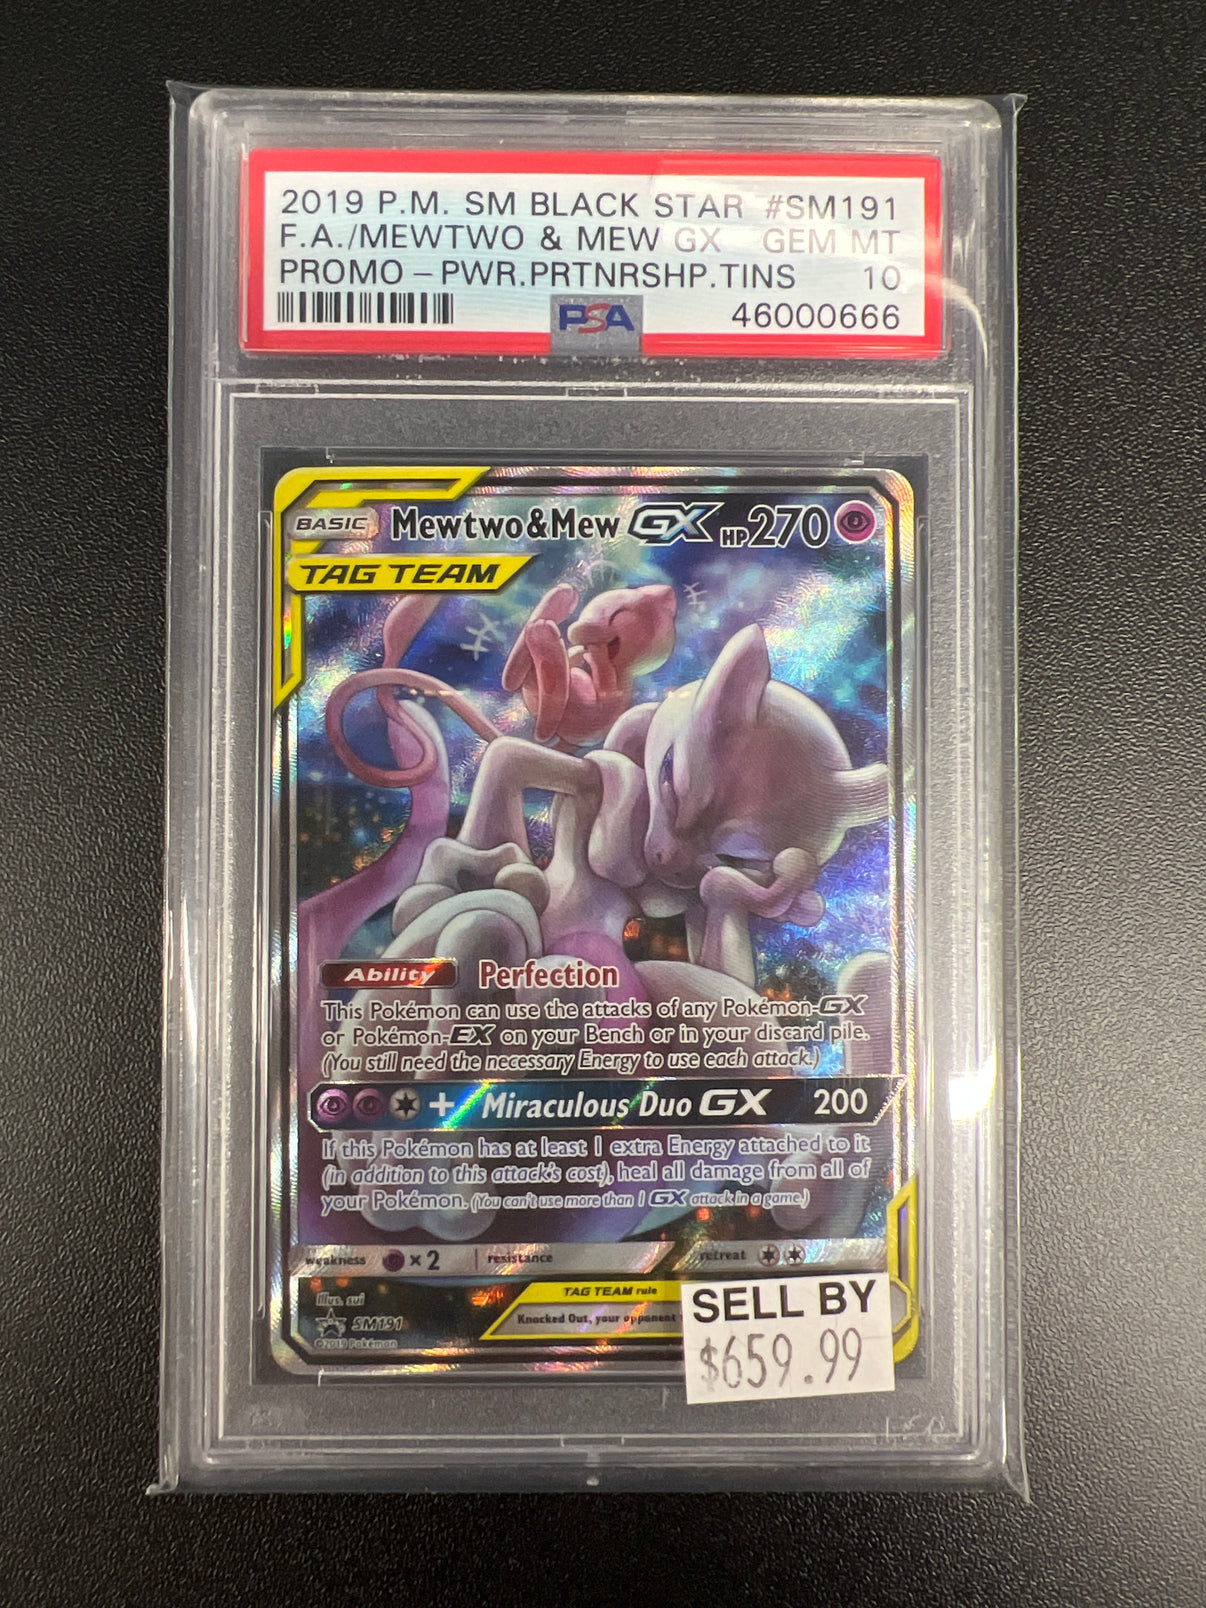 2019 P.M. SM BLACK STAR #SM191
F.A./MEWTWO & MEW GX GEM MT
PROMO – PWR.PRTNRSHP.TINS 10
PSA 46000666
BASIC Mewtwo&Mew GX HP270
TAG TEAM
Ability Perfection
This Pokémon can use the attacks of any Pokémon-GX
or Pokémon-EX on your Bench or in your discard pile.
(You still need the necessary Energy to use each attack.)
+ Miraculous Duo GX 200
If this Pokémon has at least 1 extra Energy attached to it
(in addition to this attack's cost), heal all damage from all of
your Pokémon. (You can't use more than 1 GX attack in a game.)
weakness ×2 resistance retreat
Illus. sui
SM191
©2019 Pokémon
TAG TEAM rule
Knocked Out, your opponent
SELL BY
$659.99